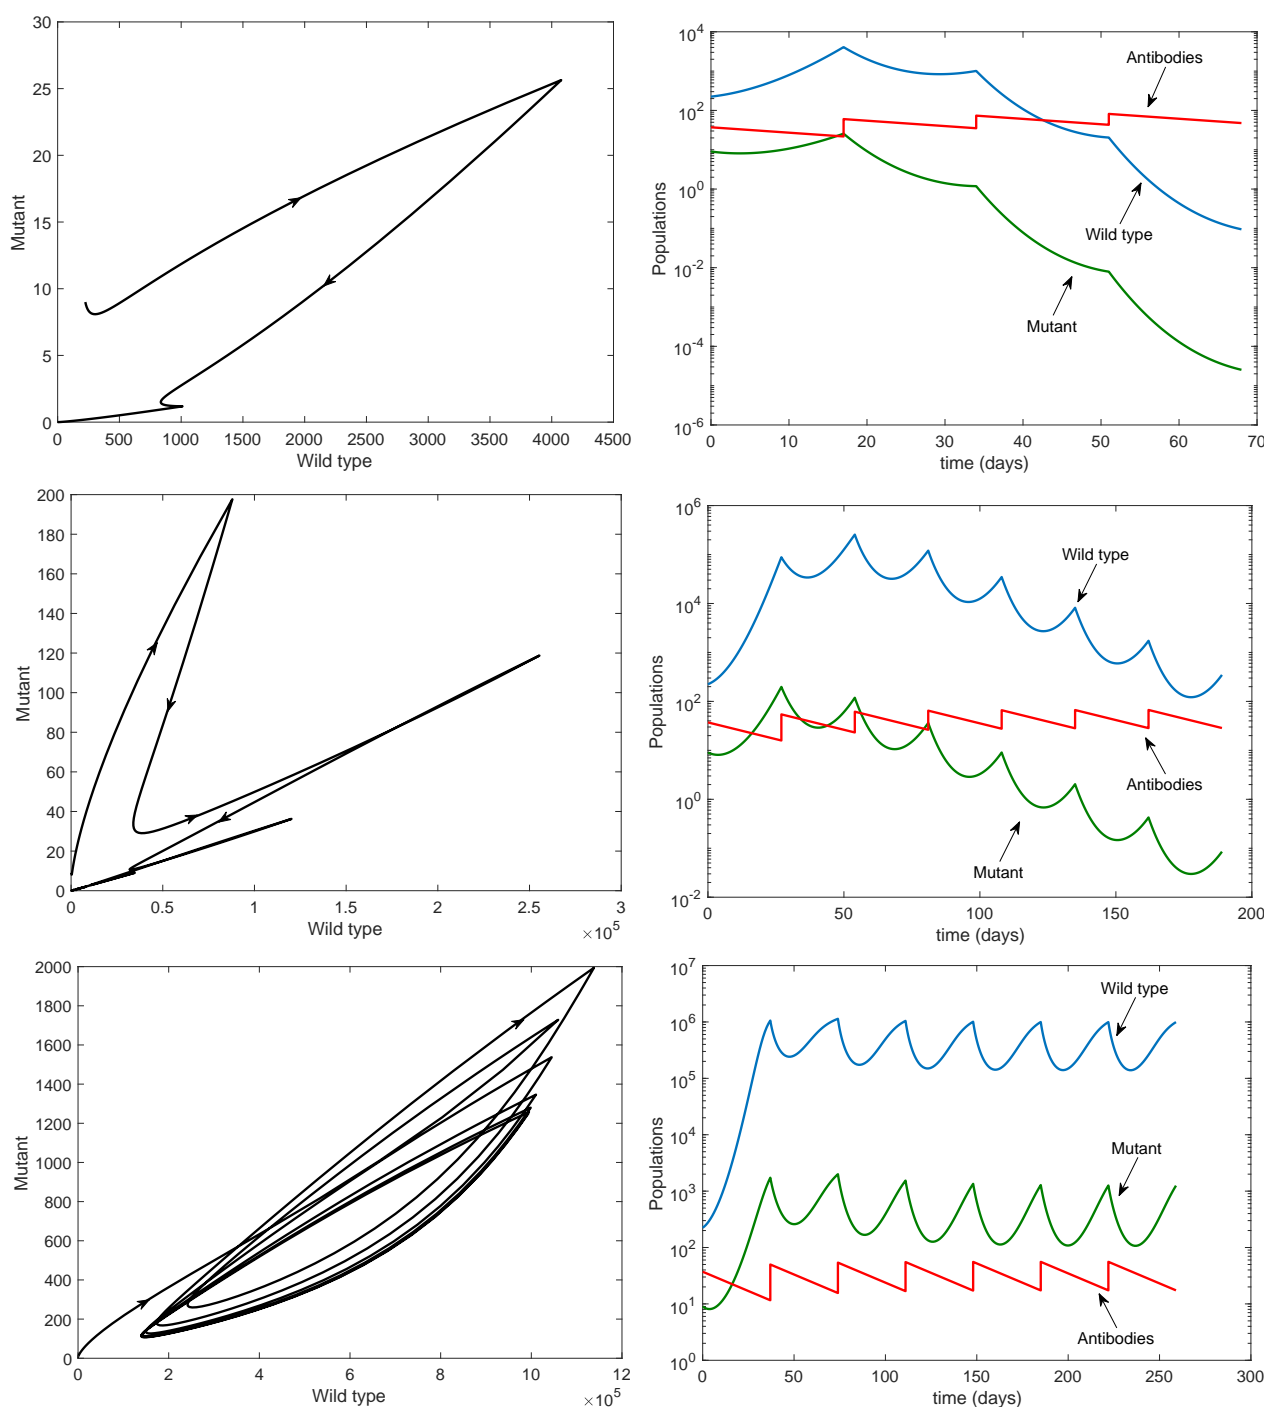 30
25
20
15
10
5
0
Mutant
0 500 1000 1500 2000 2500 3000 3500 4000 4500
Wild type
10^4
10^2
10^0
10^-2
10^-4
10^-6
Populations
Antibodies
Wild type
Mutant
0 10 20 30 40 50 60 70
time (days)
200
180
160
140
120
100
80
60
40
20
0
Mutant
0 0.5 1 1.5 2 2.5 3
Wild type
×10^5
10^6
10^4
10^2
10^0
10^-2
Populations
Wild type
Antibodies
Mutant
0 50 100 150 200
time (days)
2000
1800
1600
1400
1200
1000
800
600
400
200
0
Mutant
0 2 4 6 8 10 12
Wild type
×10^5
10^7
10^6
10^5
10^4
10^3
10^2
10^1
10^0
Populations
Wild type
Mutant
Antibodies
0 50 100 150 200 250 300
time (days)